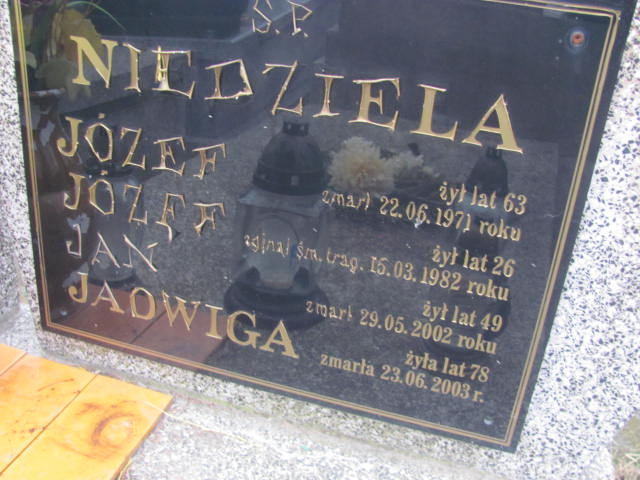 Ś.P.
NIEDZIELA
JÓZEF
żył lat 63
zmarł 22.06.1971 roku
JÓZEF
żył lat 26
zginął śm. trag. 15.03.1982 roku
JAN
żył lat 49
zmarł 29.05.2002 roku
JADWIGA
żyła lat 78
zmarła 23.06.2003 r.